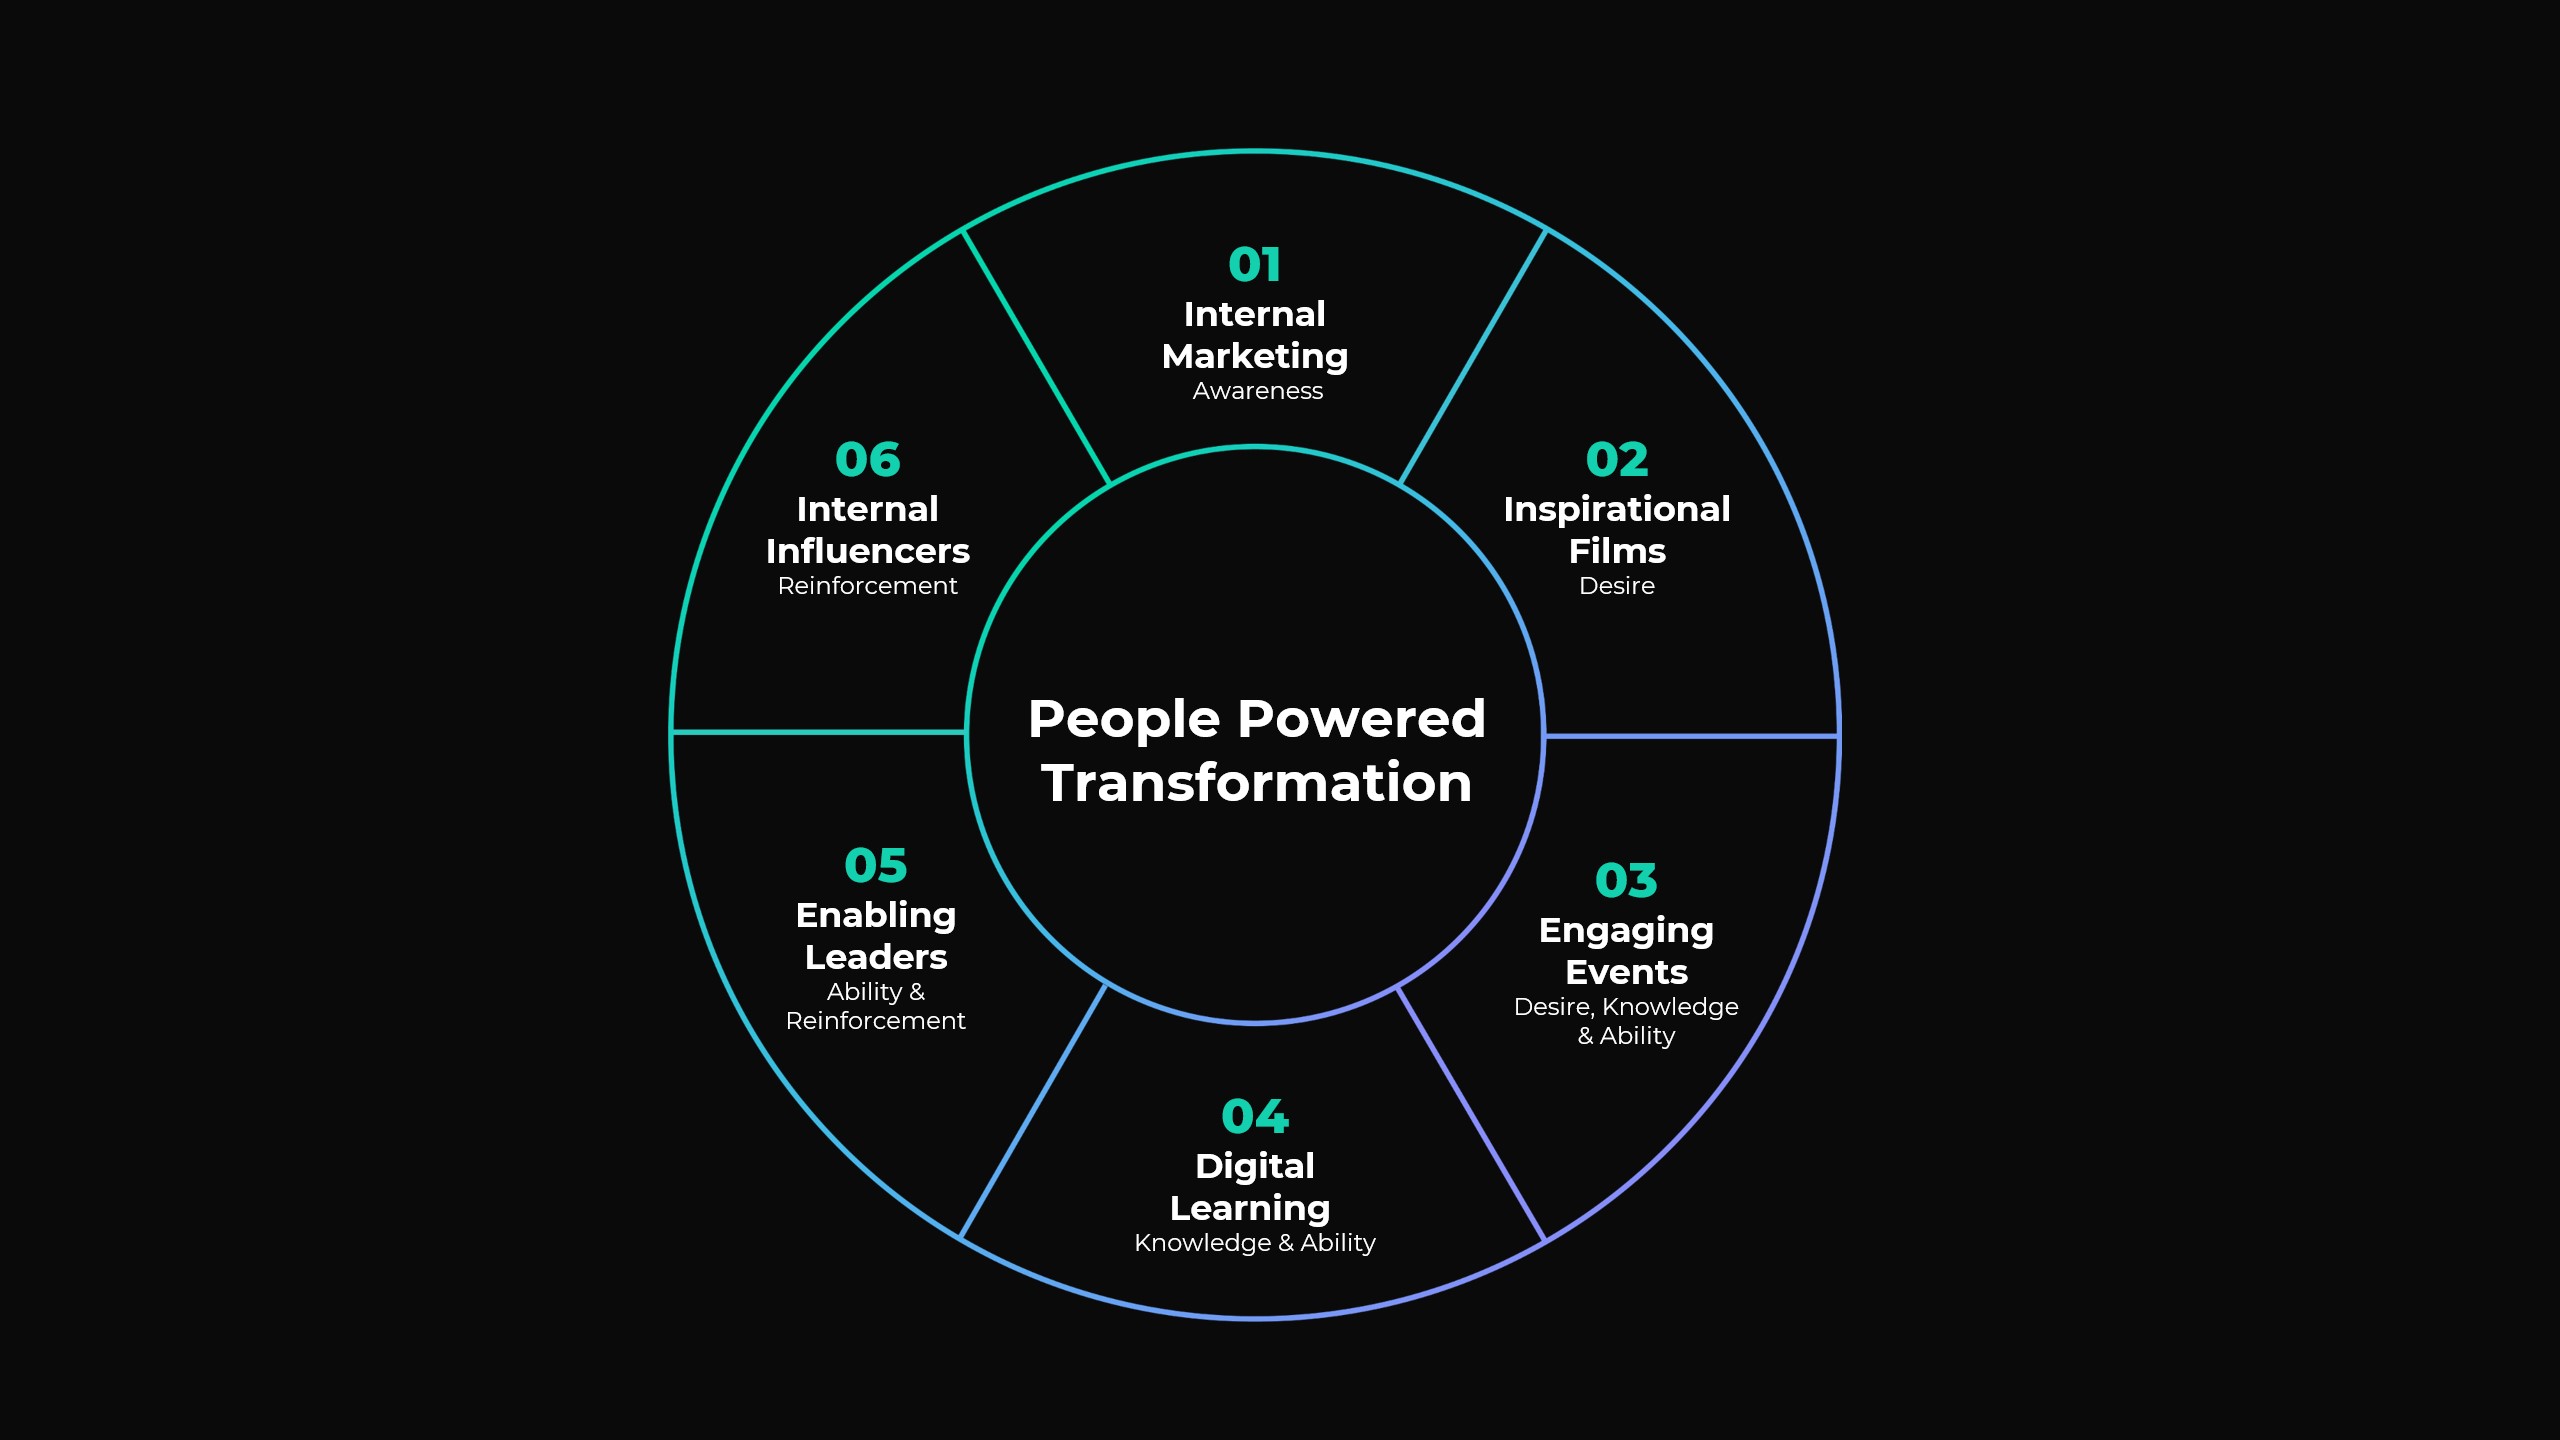 01
Internal
Marketing
Awareness
02
Inspirational
Films
Desire
03
Engaging
Events
Desire, Knowledge
& Ability
04
Digital
Learning
Knowledge & Ability
05
Enabling
Leaders
Ability &
Reinforcement
06
Internal
Influencers
Reinforcement
People Powered
Transformation